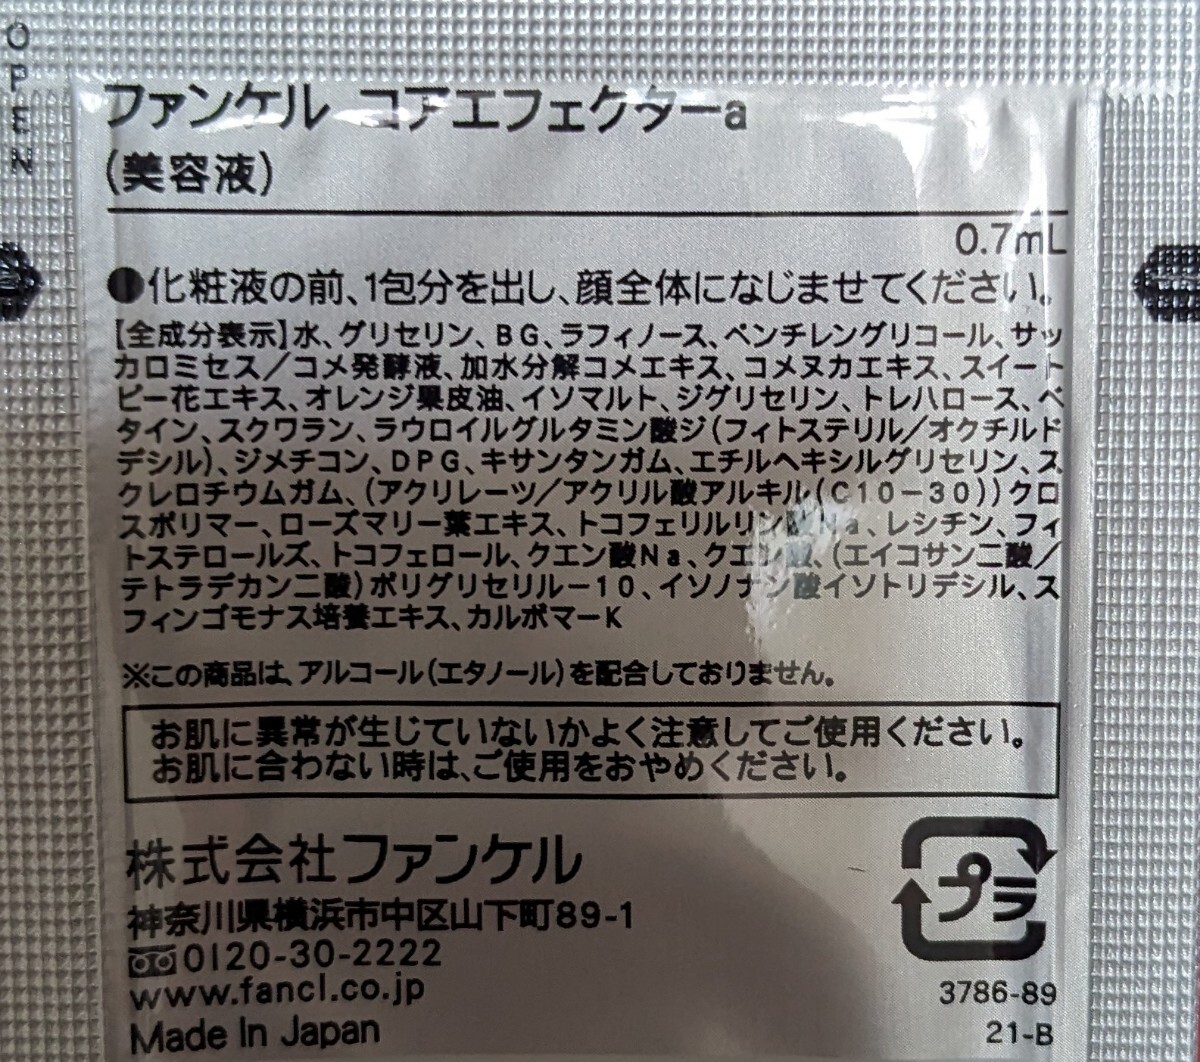 OPEN
ファンケル コアエフェクターa
(美容液)
0.7mL
●化粧液の前、1包分を出し、顔全体になじませてください。
【全成分表示】水、グリセリン、BG、ラフィノース、ペンチレングリコール、サッ
カロミセス/コメ発酵液、加水分解コメエキス、コメヌカエキス、スイート
ピー花エキス、オレンジ果皮油、イソマルト、ジグリセリン、トレハロース、ベ
タイン、スクワラン、ラウロイルグルタミン酸ジ(フィトステリル/オクチルド
デシル)、ジメチコン、DPG、キサンタンガム、エチルヘキシルグリセリン、ス
クレロチウムガム、(アクリレーツ/アクリル酸アルキル(C10-30))クロ
スポリマー、ローズマリー葉エキス、トコフェリルリン酸Na、レシチン、フィ
トステロールズ、トコフェロール、クエン酸Na、クエン酸、(エイコサン二酸/
テトラデカン二酸)ポリグリセリル-10、イソノナン酸イソトリデシル、ス
フィンゴモナス培養エキス、カルボマーK
※この商品は、アルコール(エタノール)を配合しておりません。
お肌に異常が生じていないかよく注意してご使用ください。
お肌に合わない時は、ご使用をおやめください。
株式会社ファンケル
神奈川県横浜市中区山下町89-1
0120-30-2222
www.fancl.co.jp
Made In Japan
プラ
3786-89
21-B